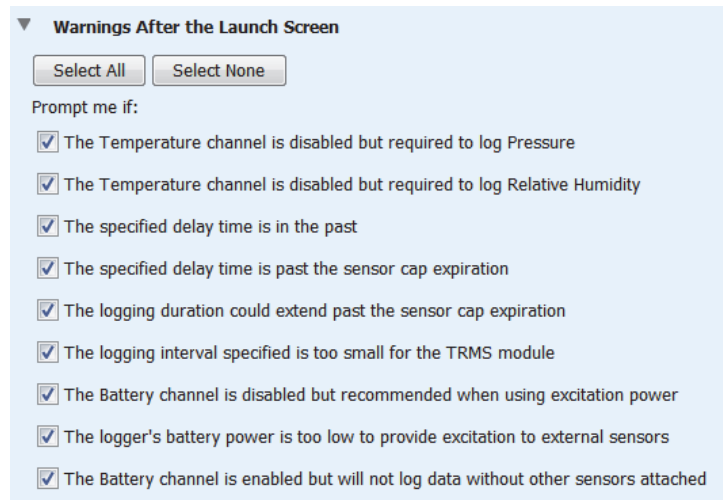 Warnings After the Launch Screen
Select All Select None
Prompt me if:
The Temperature channel is disabled but required to log Pressure
The Temperature channel is disabled but required to log Relative Humidity
The specified delay time is in the past
The specified delay time is past the sensor cap expiration
The logging duration could extend past the sensor cap expiration
The logging interval specified is too small for the TRMS module
The Battery channel is disabled but recommended when using excitation power
The logger's battery power is too low to provide excitation to external sensors
The Battery channel is enabled but will not log data without other sensors attached